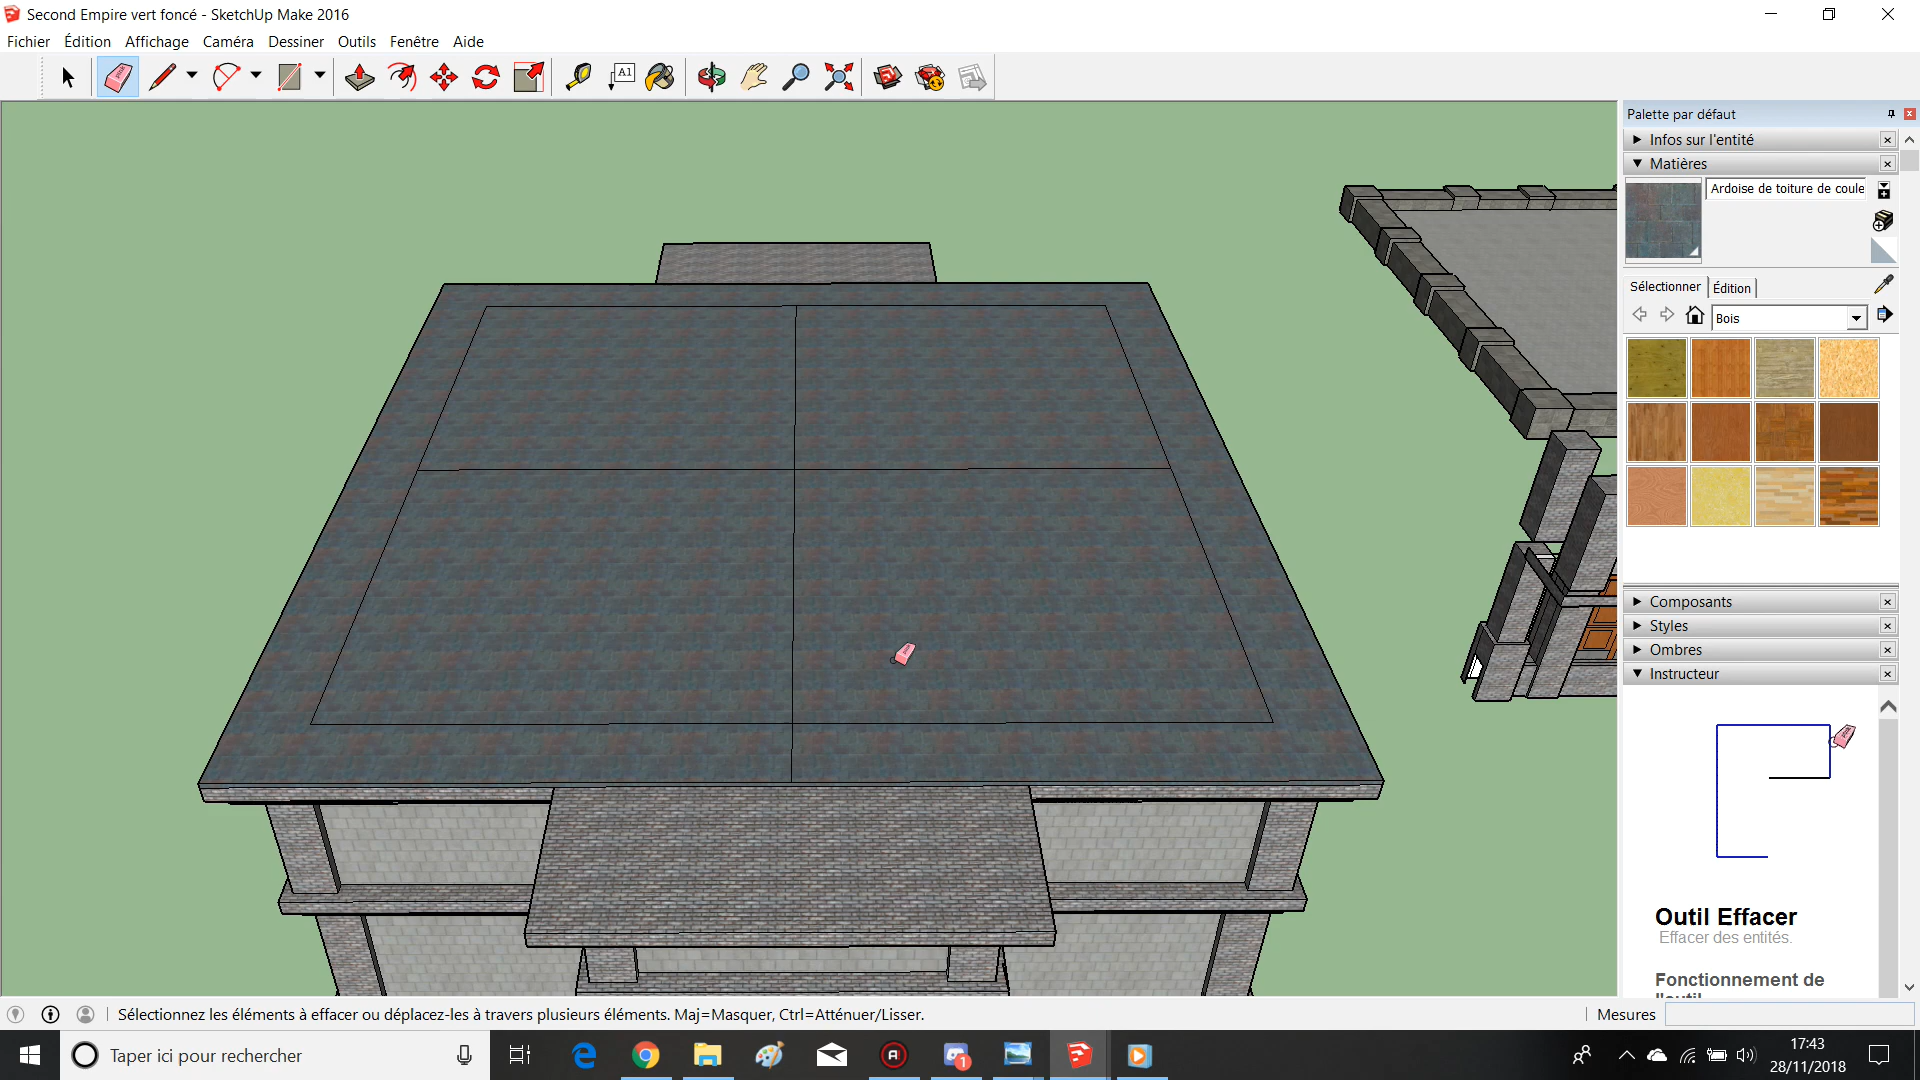 Second Empire vert foncé - SketchUp Make 2016
Fichier Édition Affichage Caméra Dessiner Outils Fenêtre Aide
A1
Palette par défaut
Infos sur l'entité
Matières
Ardoise de toiture de coule
Sélectionner Édition
Bois
Composants
Styles
Ombres
Instructeur
Outil Effacer
Effacer des entités.
Fonctionnement de
l'outil
Sélectionnez les éléments à effacer ou déplacez-les à travers plusieurs éléments. Maj=Masquer, Ctrl=Atténuer/Lisser.
Mesures
Taper ici pour rechercher
1
17:43
28/11/2018